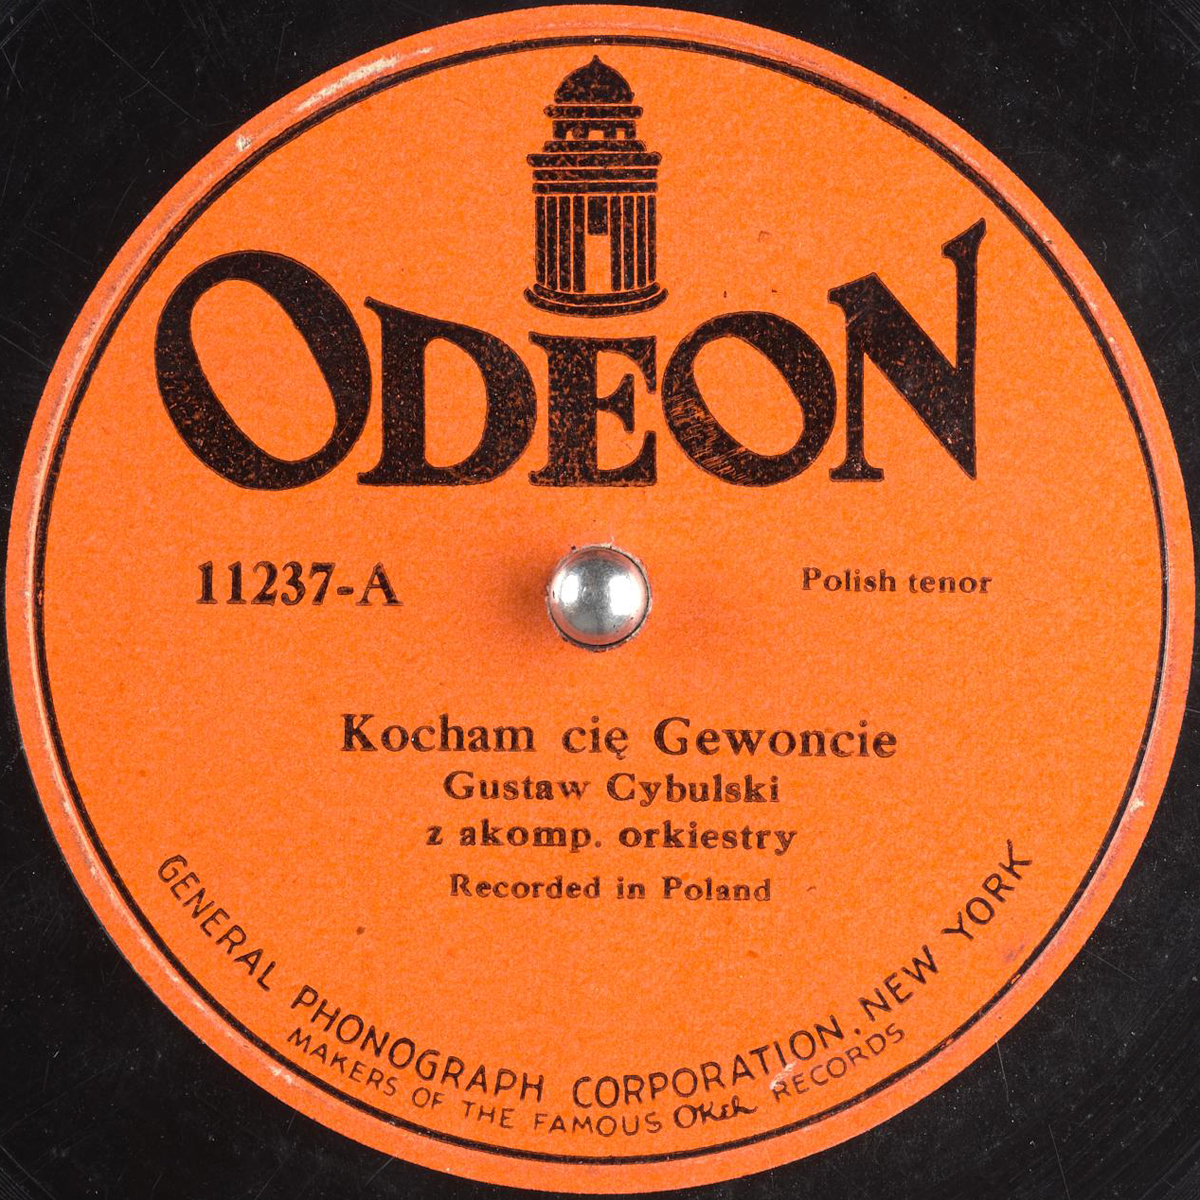 ODEON
11237-A
Polish tenor
Kocham cię Gewoncie
Gustaw Cybulski
z akomp. orkiestry
Recorded in Poland
GENERAL PHONOGRAPH CORPORATION. NEW YORK
MAKERS OF THE FAMOUS OKeh RECORDS